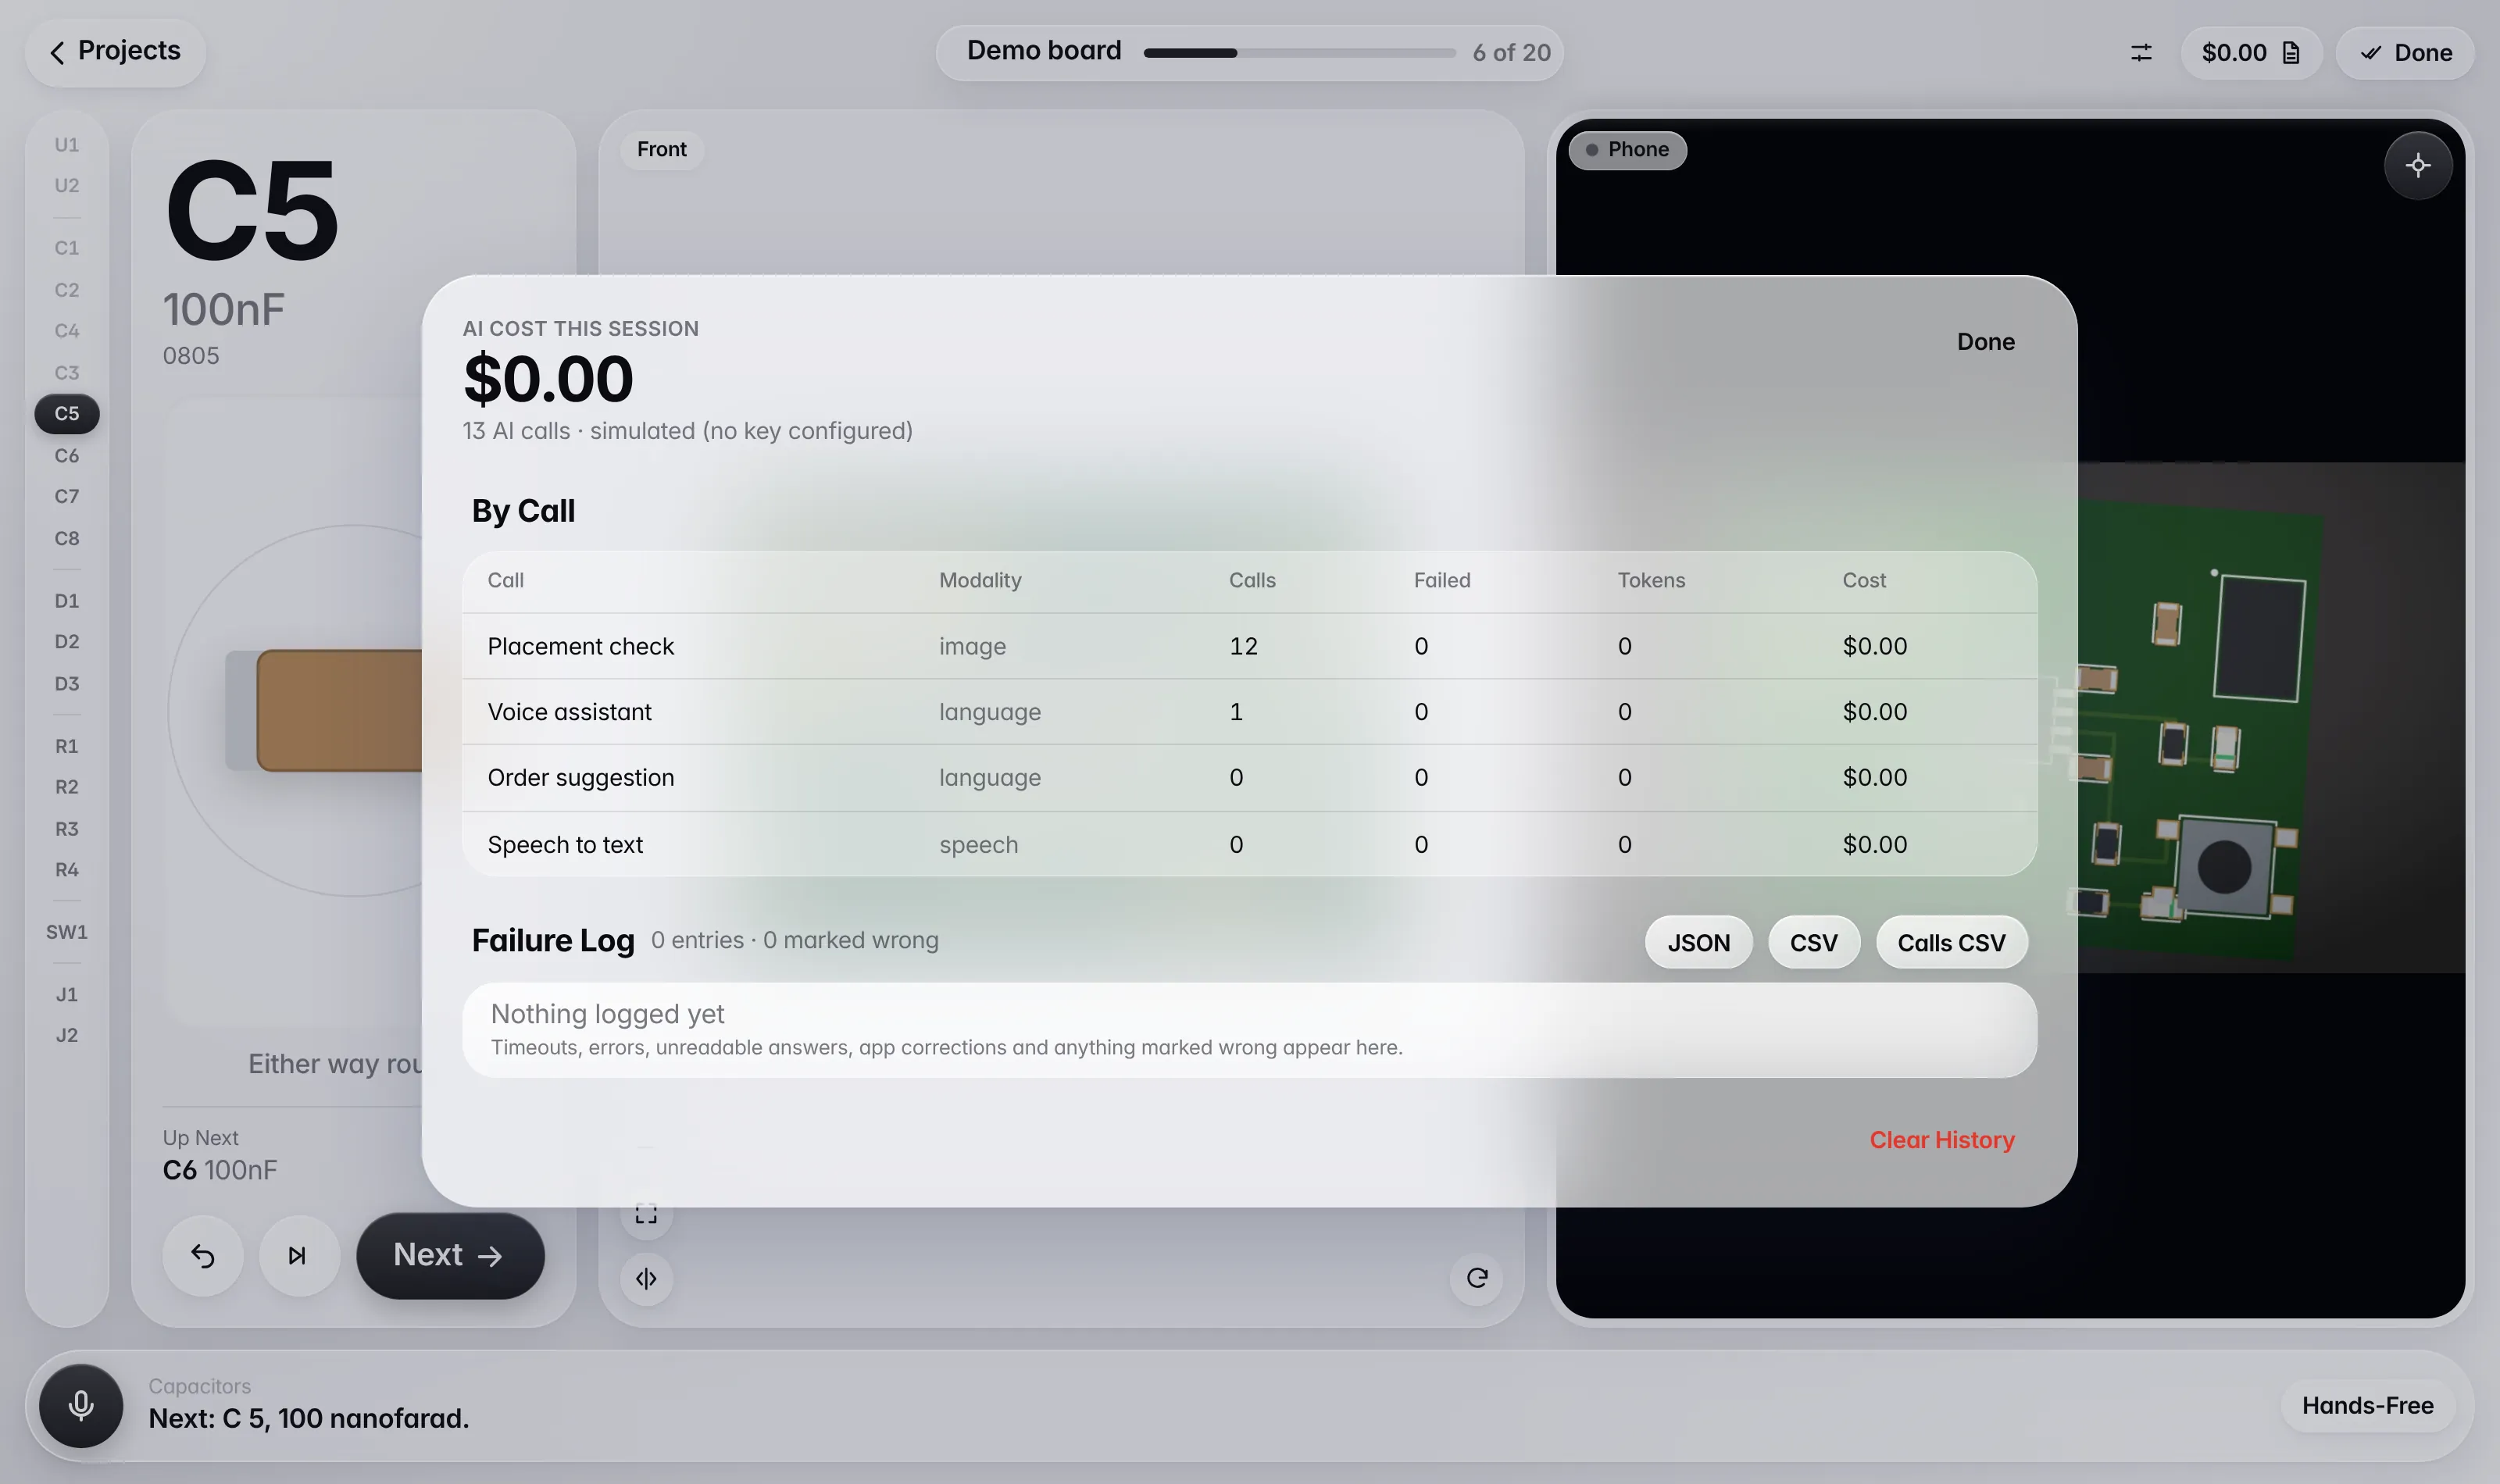 Projects
Demo board 6 of 20
$0.00
Done
U1
U2
C1
C2
C4
C3
C5
C6
C7
C8
D1
D2
D3
R1
R2
R3
R4
SW1
J1
J2
C5
100nF
0805
Either way rou
Up Next
C6 100nF
Next
Front
Phone
AI COST THIS SESSION
$0.00
13 AI calls · simulated (no key configured)
Done
By Call
Call Modality Calls Failed Tokens Cost
Placement check image 12 0 0 $0.00
Voice assistant language 1 0 0 $0.00
Order suggestion language 0 0 0 $0.00
Speech to text speech 0 0 0 $0.00
Failure Log 0 entries · 0 marked wrong JSON CSV Calls CSV
Nothing logged yet
Timeouts, errors, unreadable answers, app corrections and anything marked wrong appear here.
Clear History
Capacitors
Next: C 5, 100 nanofarad.
Hands-Free